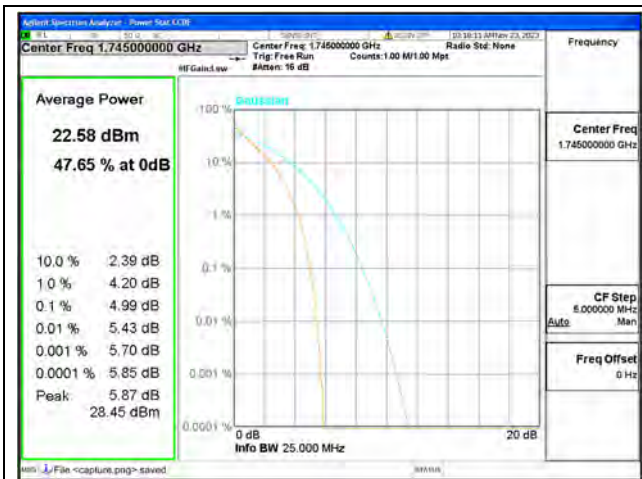 Agilent Spectrum Analyzer - Power Stat CCDF
Center Freq 1.745000000 GHz
Center Freq: 1.745000000 GHz
Trig: Free Run
Counts:1.00 M/1.00 Mpt
#IFGain:Low
#Atten: 16 dB
10:18:11 AM Nov 23, 2023
Radio Std: None
Frequency
Average Power
22.58 dBm
47.65 % at 0dB
10.0 % 2.39 dB
1.0 % 4.20 dB
0.1 % 4.99 dB
0.01 % 5.43 dB
0.001 % 5.70 dB
0.0001 % 5.85 dB
Peak 5.87 dB
28.45 dBm
Gaussian
100 %
10 %
1 %
0.1 %
0.01 %
0.001 %
0.0001 %
0 dB
20 dB
Info BW 25.000 MHz
Center Freq
1.745000000 GHz
CF Step
5.000000 MHz
Auto Man
Freq Offset
0 Hz
MSG
File <capture.png> saved
STATUS